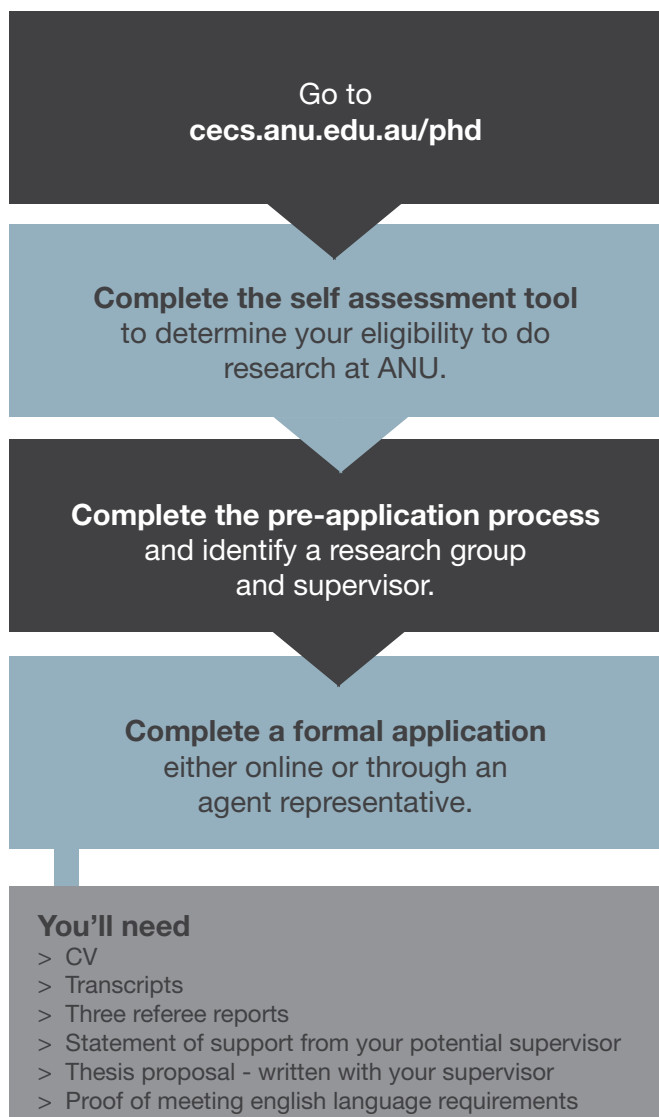 Go to
cecs.anu.edu.au/phd
Complete the self assessment tool
to determine your eligibility to do
research at ANU.
Complete the pre-application process
and identify a research group
and supervisor.
Complete a formal application
either online or through an
agent representative.
You'll need
> CV
> Transcripts
> Three referee reports
> Statement of support from your potential supervisor
> Thesis proposal - written with your supervisor
> Proof of meeting english language requirements